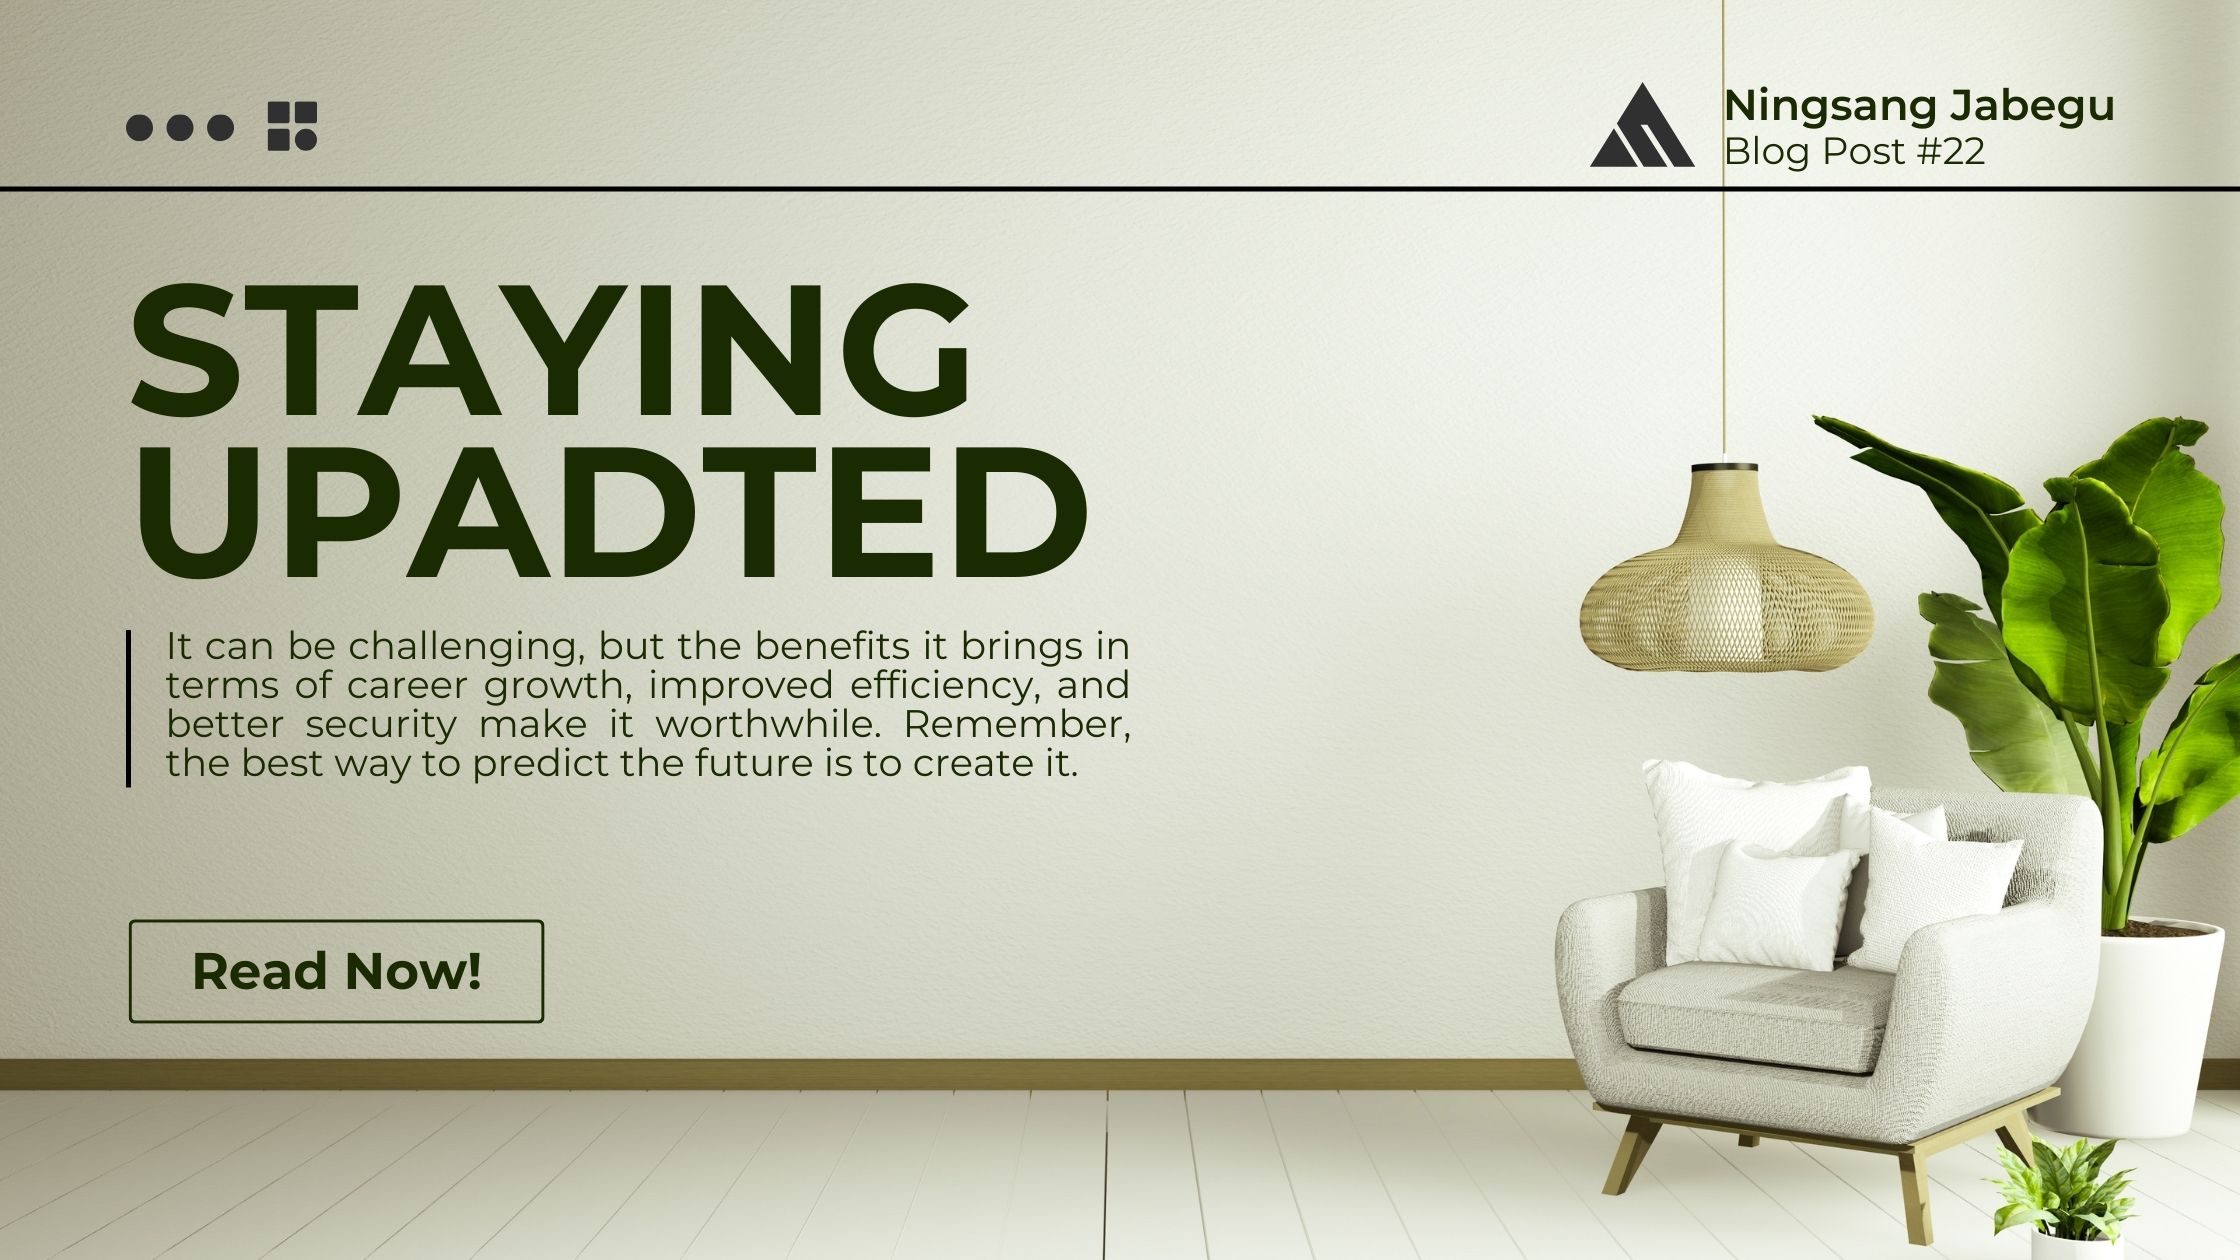 Ningsang Jabegu
Blog Post #22
STAYING
UPADTED
It can be challenging, but the benefits it brings in
terms of career growth, improved efficiency, and
better security make it worthwhile. Remember,
the best way to predict the future is to create it.
Read Now!